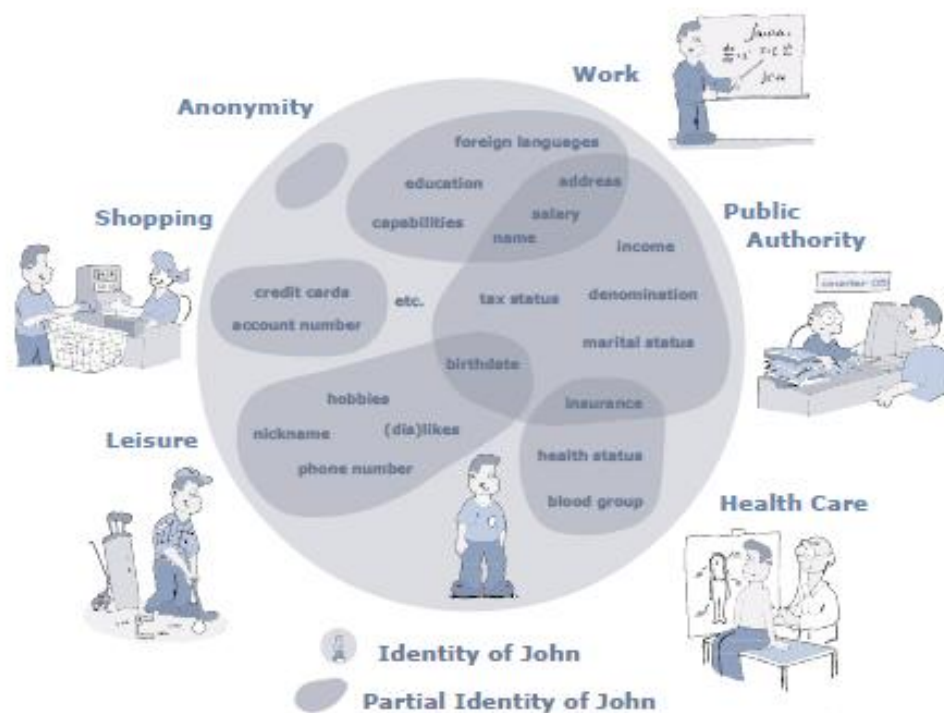 Work
Anonymity
foreign languages
education
address
Shopping
capabilities
salary
Public
name
income
Authority
credit cards
etc.
tax status
denomination
account number
marital status
birthdate
hobbies
insurance
Leisure
nickname
(dis)likes
health status
phone number
blood group
Health Care
Identity of John
Partial Identity of John